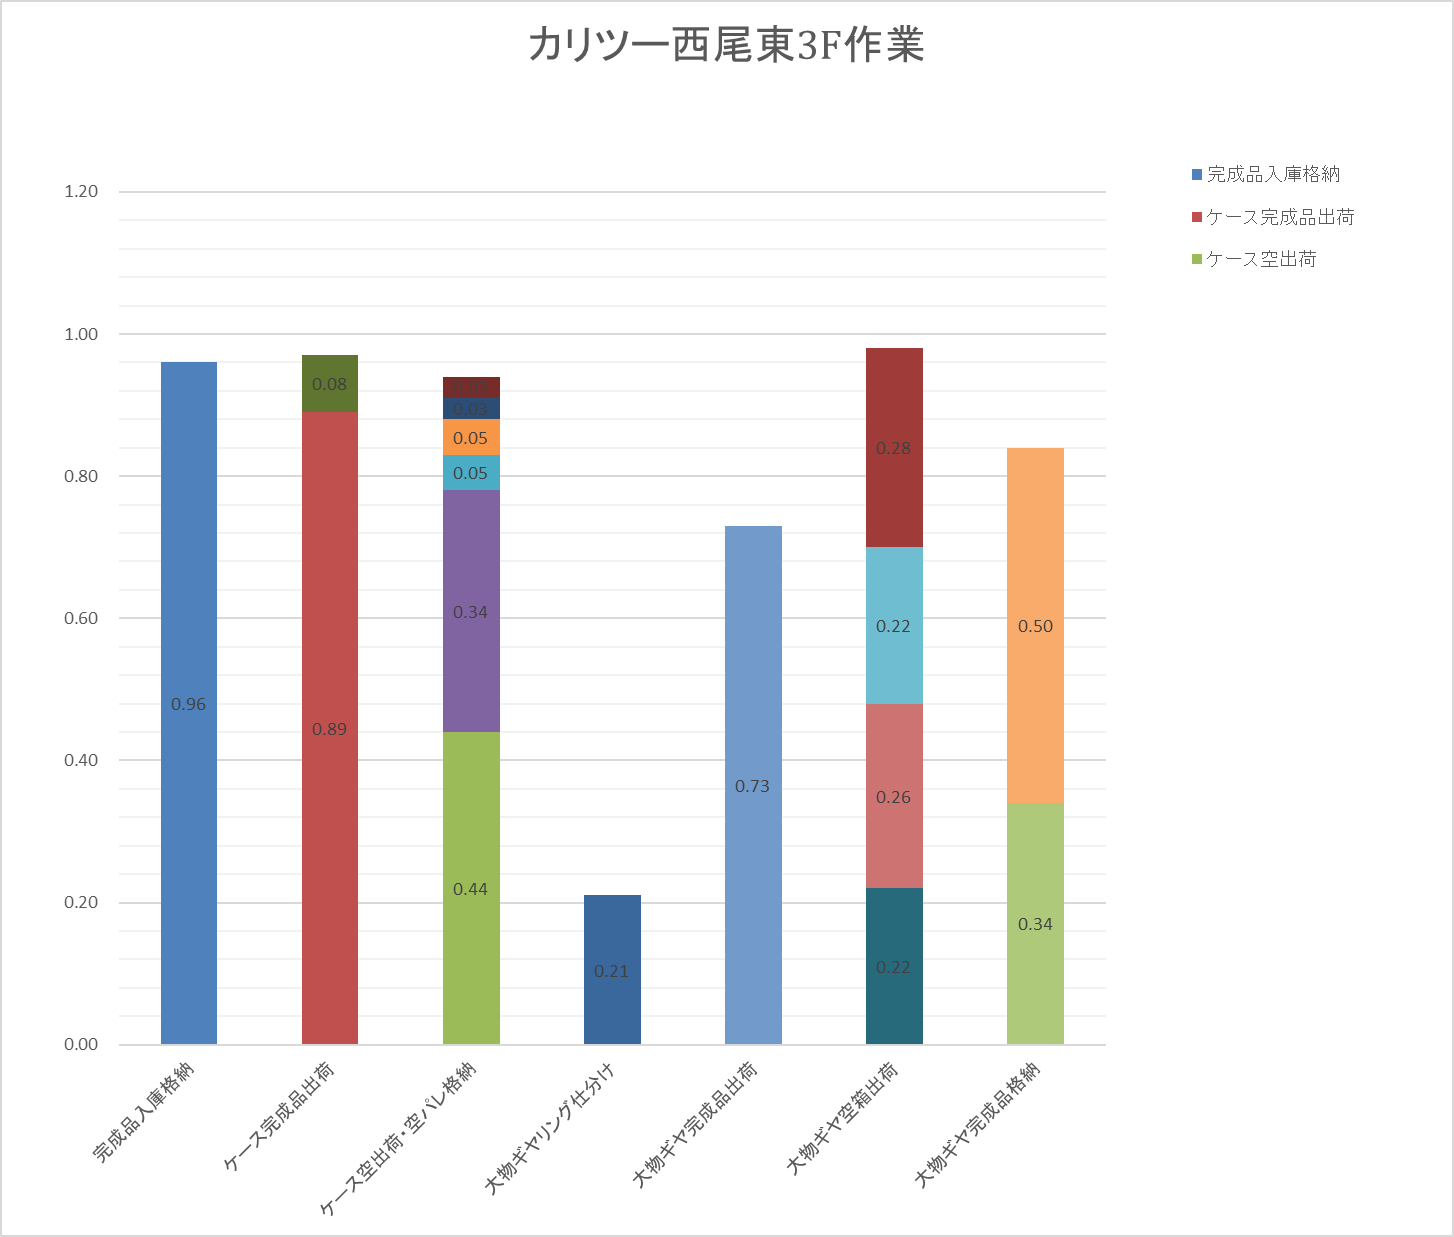 カリツー西尾東3F作業
完成品入庫格納
ケース完成品出荷
ケース空出荷
1.20
1.00
0.80
0.60
0.40
0.20
0.00
0.96
0.08
0.89
0.03
0.03
0.05
0.05
0.34
0.44
0.21
0.73
0.28
0.22
0.26
0.22
0.50
0.34
完成品入庫格納
ケース完成品出荷
ケース空出荷・空パレ格納
大物ギヤリング仕分け
大物ギヤ完成品出荷
大物ギヤ空箱出荷
大物ギヤ完成品格納